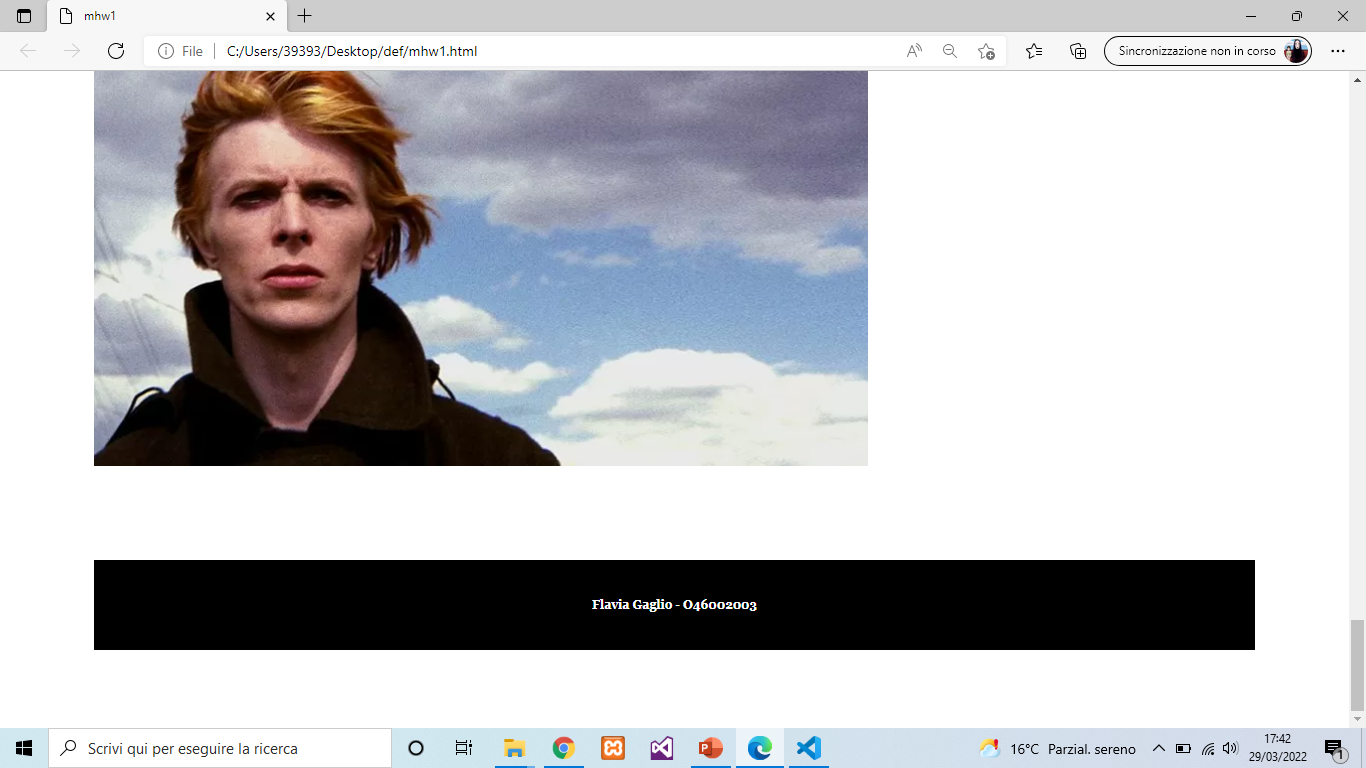 mhw1
File
C:/Users/39393/Desktop/def/mhw1.html
Sincronizzazione non in corso
Flavia Gaglio - O46002003
Scrivi qui per eseguire la ricerca
16°C Parzial. sereno
17:42
29/03/2022
1